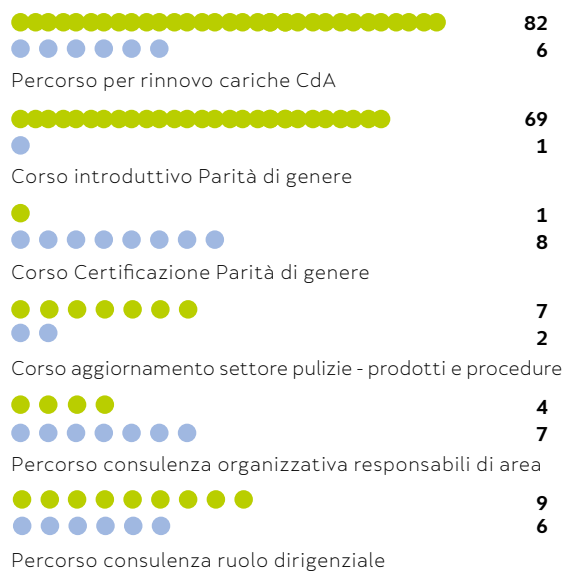 82
6
Percorso per rinnovo cariche CdA
69
1
Corso introduttivo Parità di genere
1
8
Corso Certificazione Parità di genere
7
2
Corso aggiornamento settore pulizie - prodotti e procedure
4
7
Percorso consulenza organizzativa responsabili di area
9
6
Percorso consulenza ruolo dirigenziale